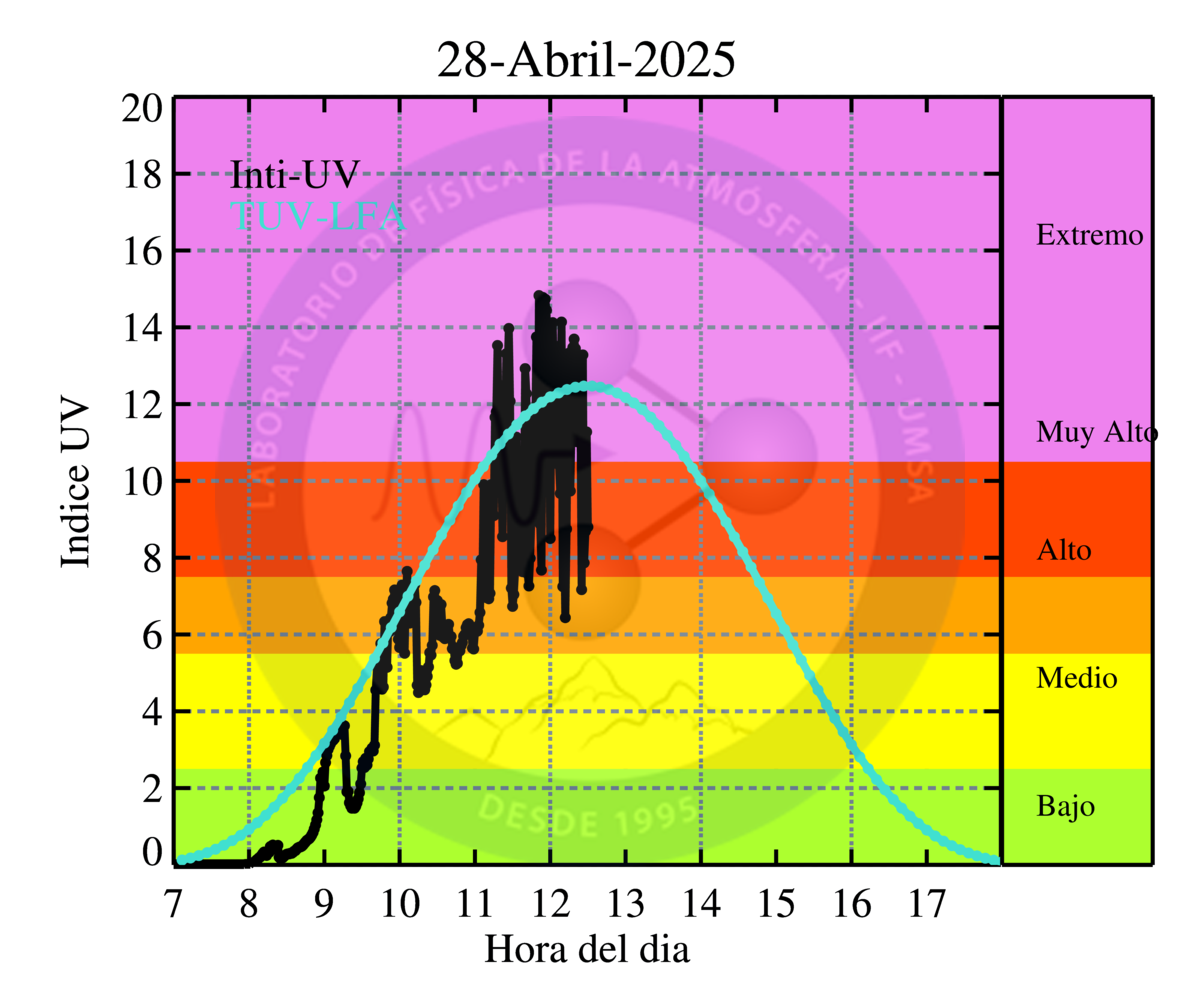 28-Abril-2025
20
18
16
14
12
10
8
6
4
2
0
Indice UV
Inti-UV
TUV-LFA
LABORATORIO DE FÍSICA DE LA ATMÓSFERA - IIF - UMSA
DESDE 1995
Extremo
Muy Alto
Alto
Medio
Bajo
7 8 9 10 11 12 13 14 15 16 17
Hora del dia